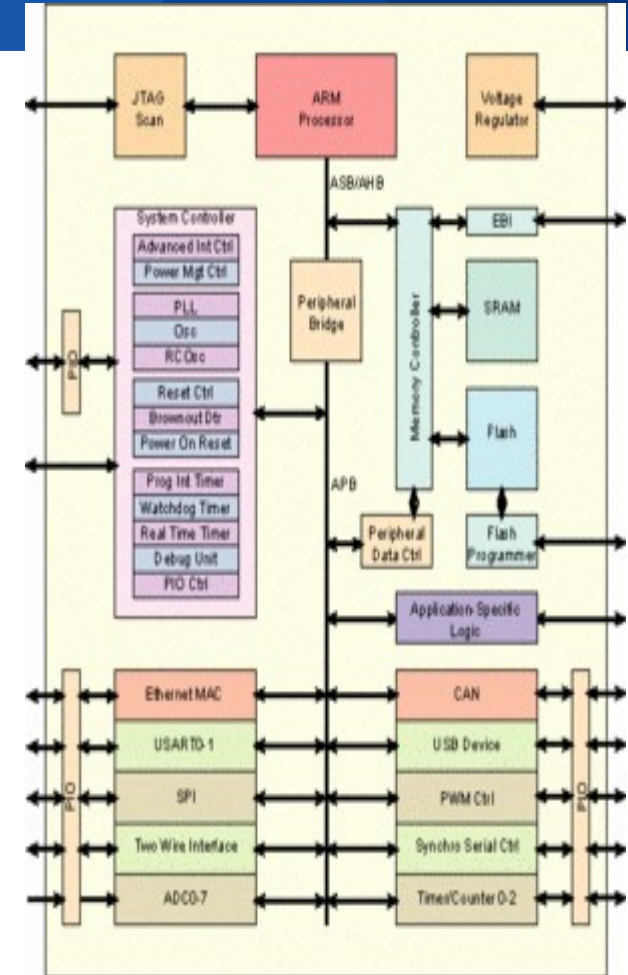 JTAG
Scan
ARM
Processor
Voltage
Regulator
ASB/AHB
System Controller
Advanced Int Ctrl
Power Mgt Ctrl
PLL
Osc
RC Osc
Reset Ctrl
Brownout Dtr
Power On Reset
Prog Int Timer
Watchdog Timer
Real Time Timer
Debug Unit
PIO Ctrl
PIO
Peripheral
Bridge
Memory Controller
EBI
SRAM
Flash
APB
Peripheral
Data Ctrl
Flash
Programmer
Application-Specific
Logic
PIO
Ethernet MAC
USART0-1
SPI
Two Wire Interface
ADC0-7
CAN
USB Device
PWM Ctrl
Synchro Serial Ctrl
Timer/Counter 0-2
PIO